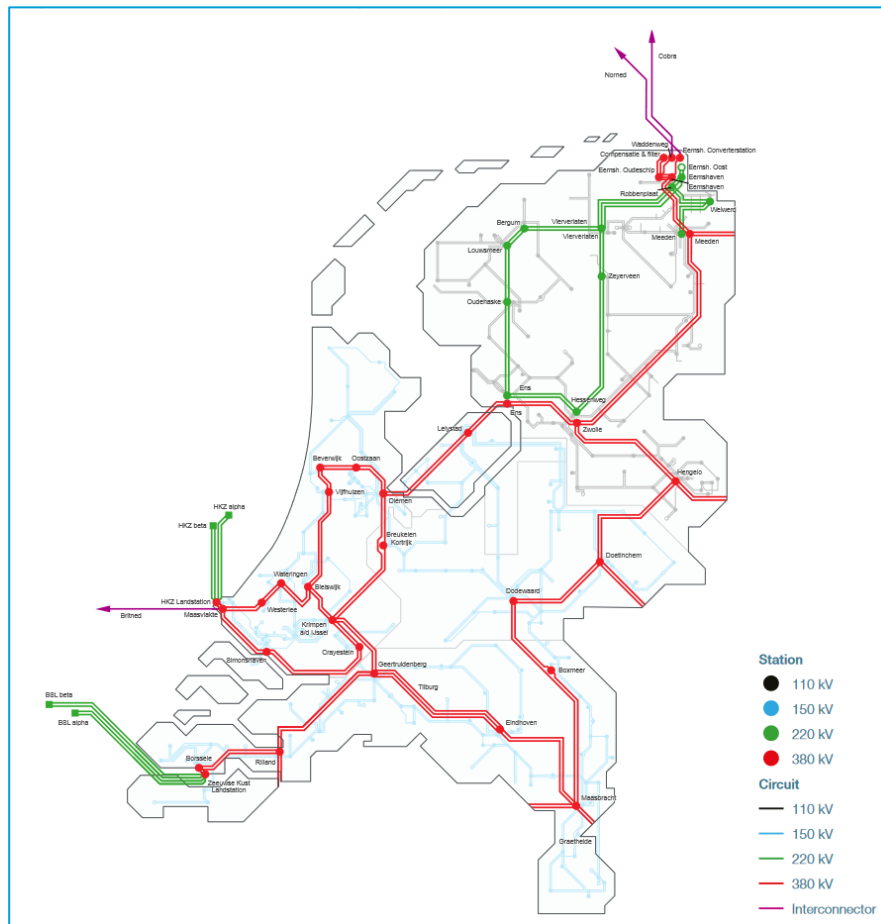 Cobra
Norned
Waddenweg
Eemsh. Converterstation
Compensatie & filter
Eemsh. Oost
Eemsh. Oudeschip
Eemshaven
Robbenplaat
Eemshaven
Weiwerd
Bergum
Vierverlaten
Vierverlaten
Meeden
Meeden
Louwsmeer
Zeyerveen
Oudehaske
Ens
Hessenweg
Ens
Zwolle
Lelystad
Beverwijk
Oostzaan
Hengelo
Vijfhuizen
Diemen
HKZ alpha
HKZ beta
Breukelen
Kortrijk
Doetinchem
Wateringen
Bleiswijk
Dodewaard
HKZ Landstation
Westerlee
Maasvlakte
Britned
Krimpen
a/d IJssel
Crayestein
Simonshaven
Geertruidenberg
Boxmeer
Tilburg
BSL beta
BSL alpha
Eindhoven
Borssele
Rilland
Zeeuwse Kust
Landstation
Maasbracht
Graetheide
Station
110 kV
150 kV
220 kV
380 kV
Circuit
110 kV
150 kV
220 kV
380 kV
Interconnector